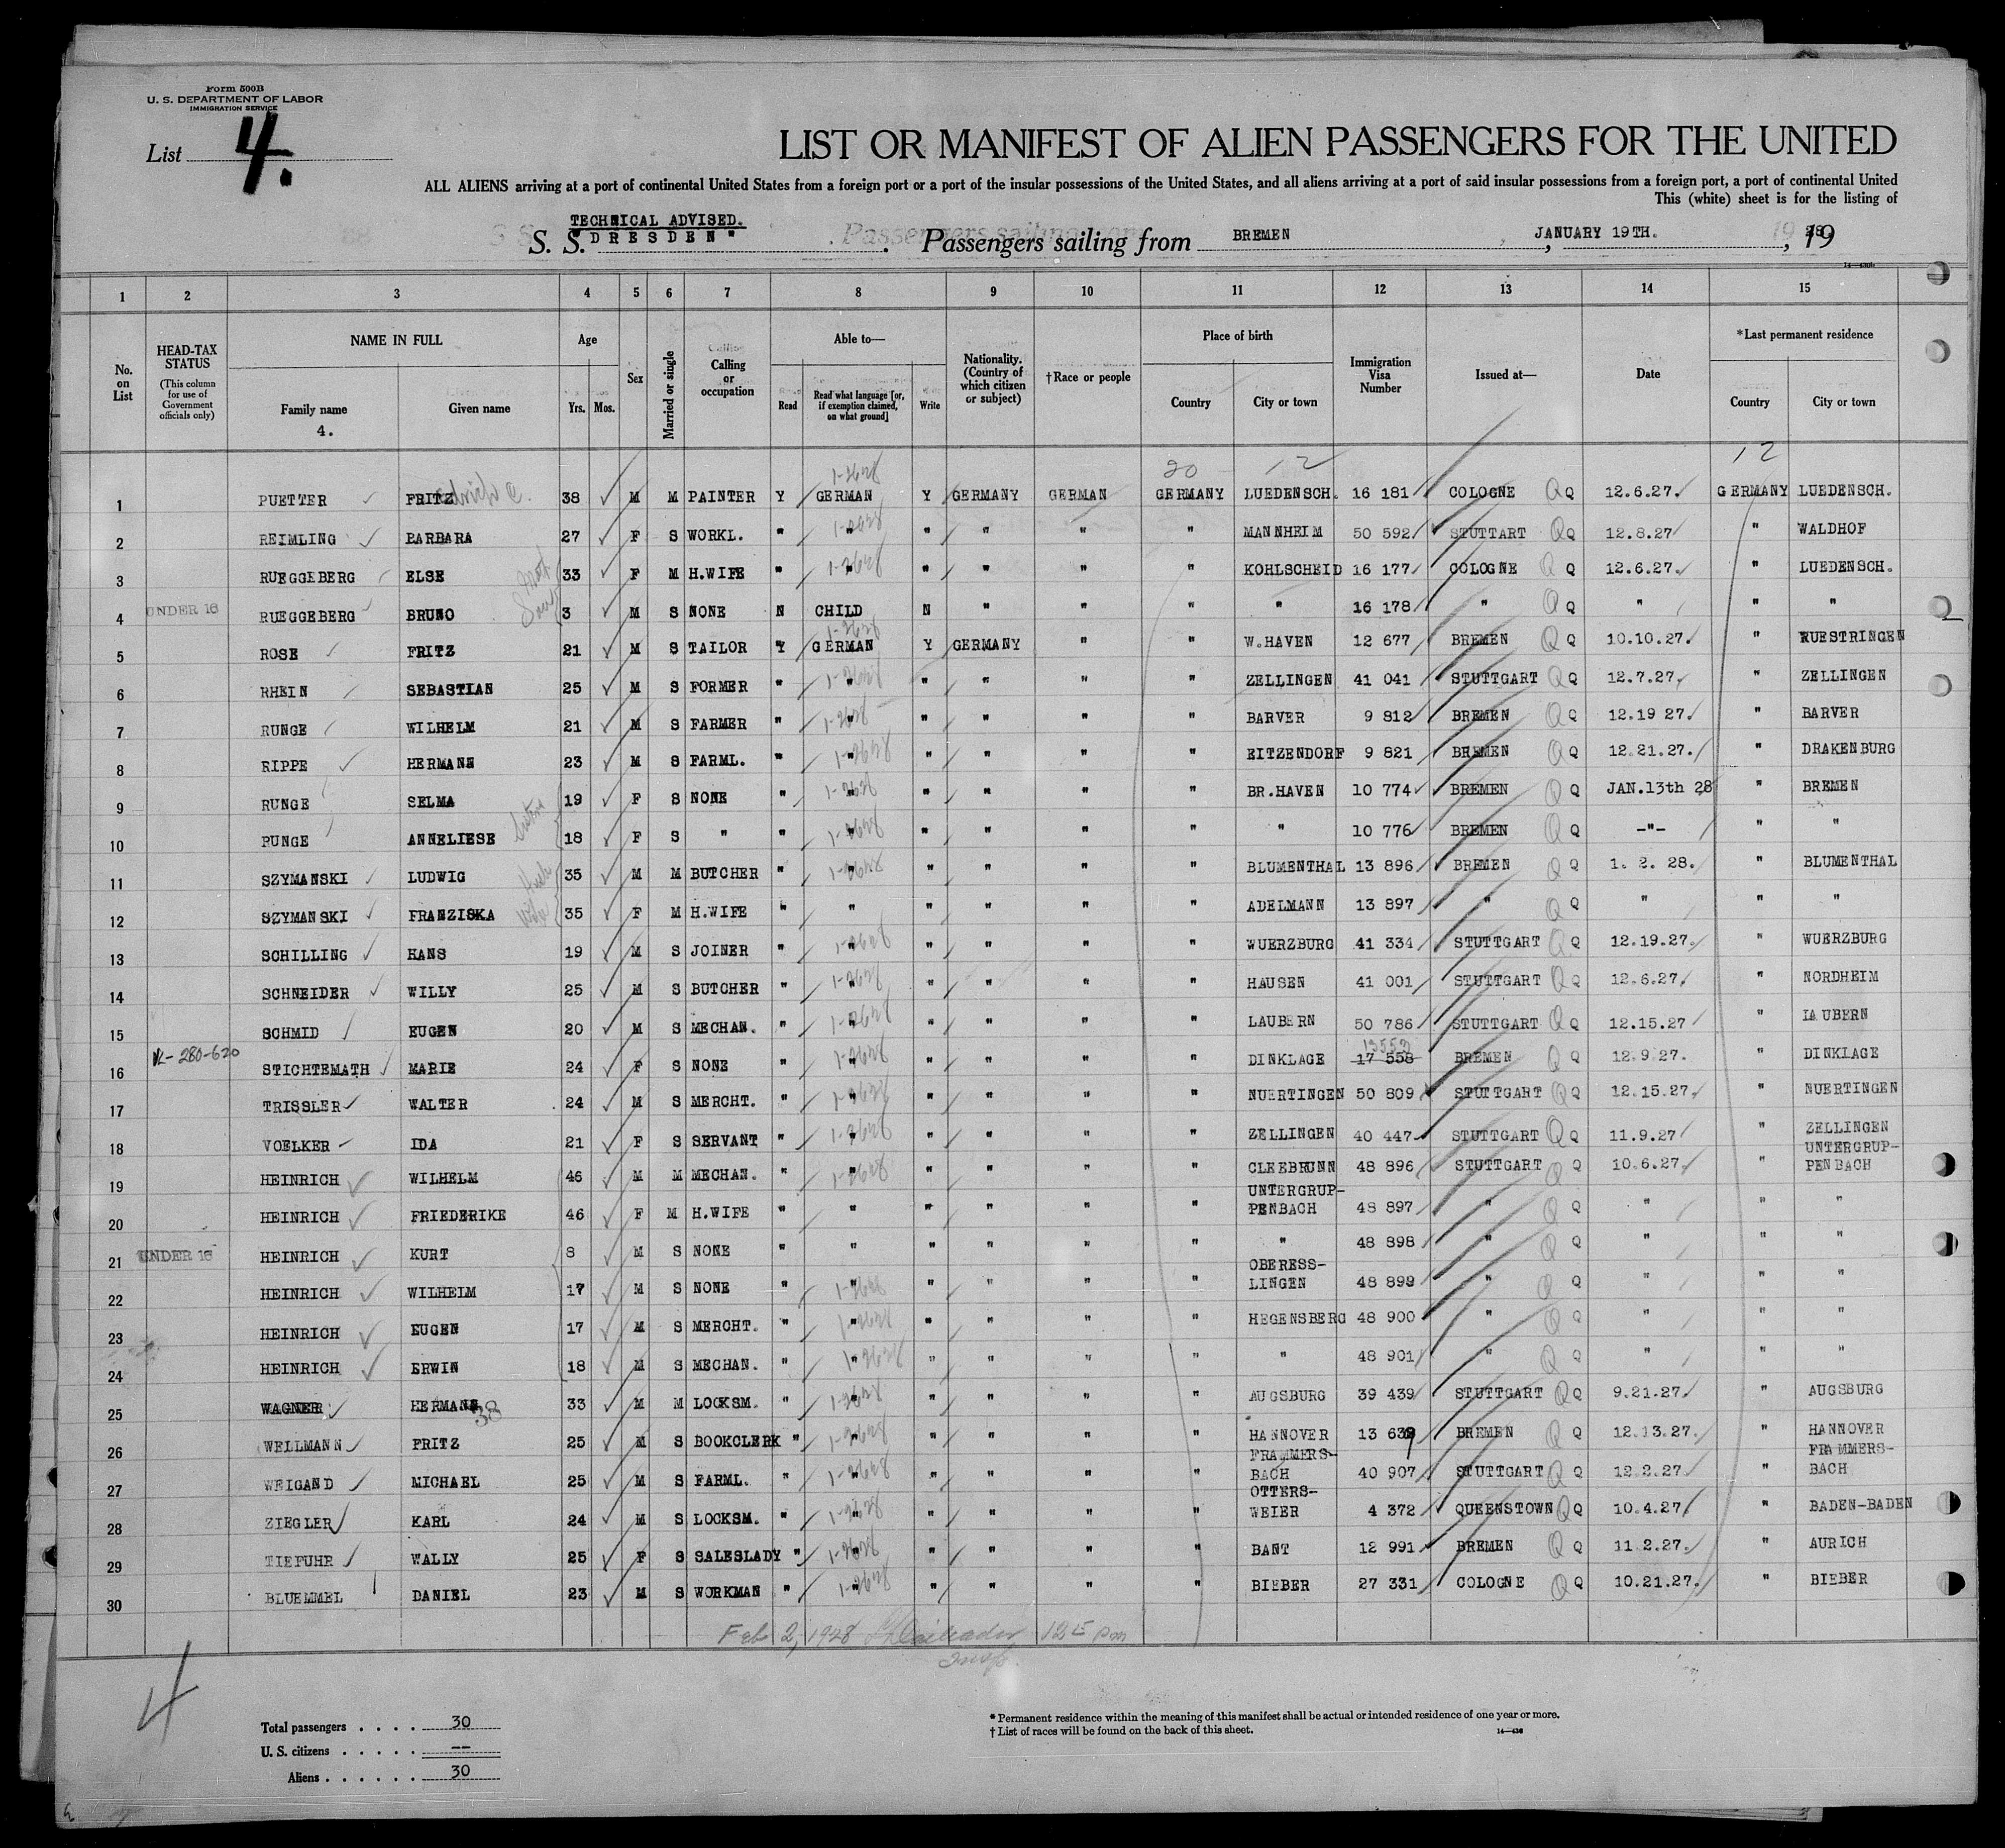 Form 500B
U. S. DEPARTMENT OF LABOR
IMMIGRATION SERVICE
List 4.
LIST OR MANIFEST OF ALIEN PASSENGERS FOR THE UNITED
ALL ALIENS arriving at a port of continental United States from a foreign port or a port of the insular possessions of the United States, and all aliens arriving at a port of said insular possessions from a foreign port, a port of continental United
This (white) sheet is for the listing of
TECHNICAL ADVISED.
S. S. "DRESDEN" Passengers sailing from BREMEN, JANUARY 19TH., 19 28.
1 2 3 4 5 6 7 8 9 10 11 12 13 14 15
No. on List
HEAD-TAX STATUS (This column for use of Government officials only)
NAME IN FULL Family name Given name
4.
Age Yrs. Mos.
Sex
Married or single
Calling or occupation
Able to— Read Read what language [or, if exemption claimed, on what ground] Write
Nationality. (Country of which citizen or subject)
†Race or people
Place of birth Country City or town
Immigration Visa Number
Issued at—
Date
*Last permanent residence Country City or town
20 12 12
1 PUETTER FRITZ 38 M M PAINTER Y GERMAN Y GERMANY GERMAN GERMANY LUEDENSCH. 16 181 COLOGNE Q 12.6.27. GERMANY LUEDENSCH.
2 REIMLING BARBARA 27 F S WORKL. " " " " " " MANNHEIM 50 592 STUTTART Q 12.8.27 " WALDHOF
3 RUEGGEBERG ELSE 33 F M H.WIFE " " " " " " KOHLSCHEID 16 177 COLOGNE Q 12.6.27. " LUEDENSCH.
4 UNDER 16 RUEGGEBERG BRUNO 3 M S NONE N CHILD N " " " " 16 178 " Q " " "
5 ROSE FRITZ 21 M S TAILOR Y GERMAN Y GERMANY " " W.HAVEN 12 677 BREMEN Q 10.10.27. " RUESTRINGEN
6 RHEIN SEBASTIAN 25 M S FORMER " " " " " " ZELLINGEN 41 041 STUTTGART Q 12.7.27. " ZELLINGEN
7 RUNGE WILHELM 21 M S FARMER " " " " " " BARVER 9 812 BREMEN Q 12.19 27. " BARVER
8 RIPPE HERMANN 23 M S FARML. " " " " " " EITZENDORF 9 821 BREMEN Q 12.21.27. " DRAKENBURG
9 RUNGE SELMA 19 F S NONE " " " " " " BR.HAVEN 10 774 BREMEN Q JAN.13th 28 " BREMEN
10 PUNGE ANNELIESE 18 F S " " " " " " " " 10 776 BREMEN Q -"- " "
11 SZYMANSKI LUDWIG 35 M M BUTCHER " " " " " " BLUMENTHAL 13 896 BREMEN Q 1. 2. 28. " BLUMENTHAL
12 SZYMANSKI FRANZISKA 35 F M H.WIFE " " " " " " ADELMANN 13 897 " Q " " "
13 SCHILLING HANS 19 M S JOINER " " " " " " WUERZBURG 41 334 STUTTGART Q 12.19.27. " WUERZBURG
14 SCHNEIDER WILLY 25 M S BUTCHER " " " " " " HAUSEN 41 001 STUTTGART Q 12.6.27. " NORDHEIM
15 SCHMID EUGEN 20 M S MECHAN. " " " " " " LAUBERN 50 786 STUTTGART Q 12.15.27 " LAUBERN
16 STICHTEMATH MARIE 24 F S NONE " " " " " " DINKLAGE 17 558 BREMEN Q 12.9.27. " DINKLAGE
17 TRISSLER WALTER 24 M S MERCHT. " " " " " " NUERTINGEN 50 809 STUTTGART Q 12.15.27. " NUERTINGEN
18 VOELKER IDA 21 F S SERVANT " " " " " " ZELLINGEN 40 447 STUTTGART Q 11.9.27 " ZELLINGEN
19 HEINRICH WILHELM 46 M M MECHAN. " " " " " " CLEEBRUNN 48 896 STUTTGART Q 10.6.27. " UNTERGRUP-PENBACH
20 HEINRICH FRIEDERIKE 46 F M H.WIFE " " " " " " UNTERGRUP-PENBACH 48 897 " Q " " "
21 UNDER 16 HEINRICH KURT 8 M S NONE " " " " " " " 48 898 " Q " " "
22 HEINRICH WILHELM 17 M S NONE " " " " " " OBERESS-LINGEN 48 899 " Q " " "
23 HEINRICH EUGEN 17 M S MERCHT. " " " " " " HEGENSBERG 48 900 " Q " " "
24 HEINRICH ERWIN 18 M S MECHAN. " " " " " " " 48 901 " Q " " "
25 WAGNER HERMANN 38 33 M M LOCKSM. " " " " " " AUGSBURG 39 439 STUTTGART Q 9.21.27. " AUGSBURG
26 WELLMANN FRITZ 25 M S BOOKCLERK " " " " " " HANNOVER 13 639 BREMEN Q 12.13.27. " HANNOVER
27 WEIGAND MICHAEL 25 M S FARML. " " " " " " FRAMMERS-BACH 40 907 STUTTGART Q 12.2.27. " FRAMMERS-BACH
28 ZIEGLER KARL 24 M S LOCKSM. " " " " " " OTTERS-WEIER 4 372 QUEENSTOWN Q 10.4.27. " BADEN-BADEN
29 TIEFUHR WALLY 25 F S SALESLADY " " " " " " BANT 12 991 BREMEN Q 11.2.27. " AURICH
30 BLUEMMEL DANIEL 23 M S WORKMAN " " " " " " BIEBER 27 331 COLOGNE Q 10.21.27. " BIEBER
Feb 2, 1928
4
Total passengers . . . . 30
U. S. citizens . . . . . --
Aliens . . . . . . 30
* Permanent residence within the meaning of this manifest shall be actual or intended residence of one year or more.
† List of races will be found on the back of this sheet.